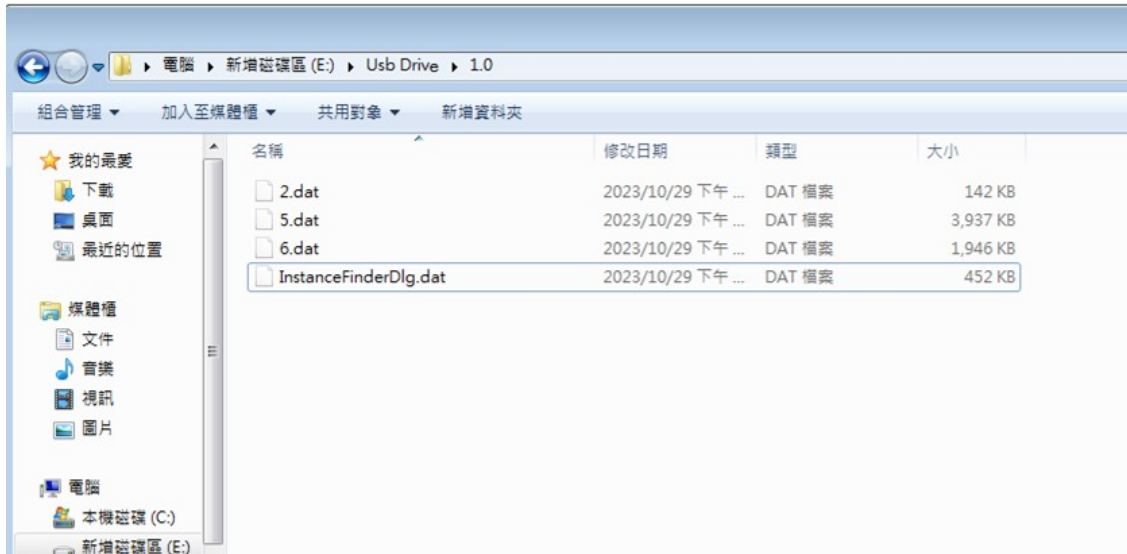 電腦 ▸ 新增磁碟區 (E:) ▸ Usb Drive ▸ 1.0
組合管理 加入至媒體櫃 共用對象 新增資料夾
我的最愛
下載
桌面
最近的位置
媒體櫃
文件
音樂
視訊
圖片
電腦
本機磁碟 (C:)
新增磁碟區 (E:)
名稱 修改日期 類型 大小
2.dat 2023/10/29 下午 ... DAT 檔案 142 KB
5.dat 2023/10/29 下午 ... DAT 檔案 3,937 KB
6.dat 2023/10/29 下午 ... DAT 檔案 1,946 KB
InstanceFinderDlg.dat 2023/10/29 下午 ... DAT 檔案 452 KB